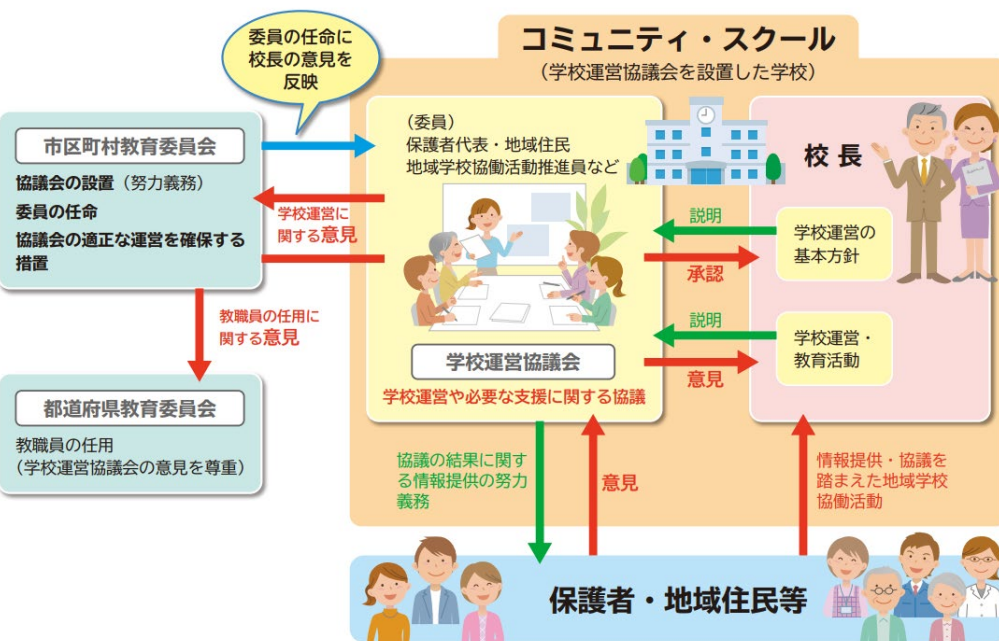 委員の任命に
校長の意見を
反映
コミュニティ・スクール
（学校運営協議会を設置した学校）
市区町村教育委員会
協議会の設置（努力義務）
委員の任命
協議会の適正な運営を確保する
措置
学校運営に
関する意見
教職員の任用に
関する意見
都道府県教育委員会
教職員の任用
（学校運営協議会の意見を尊重）
（委員）
保護者代表・地域住民
地域学校協働活動推進員など
学校運営協議会
学校運営や必要な支援に関する協議
校長
説明
学校運営の
基本方針
承認
説明
学校運営・
教育活動
意見
協議の結果に関す
る情報提供の努力
義務
意見
情報提供・協議を
踏まえた地域学校
協働活動
保護者・地域住民等